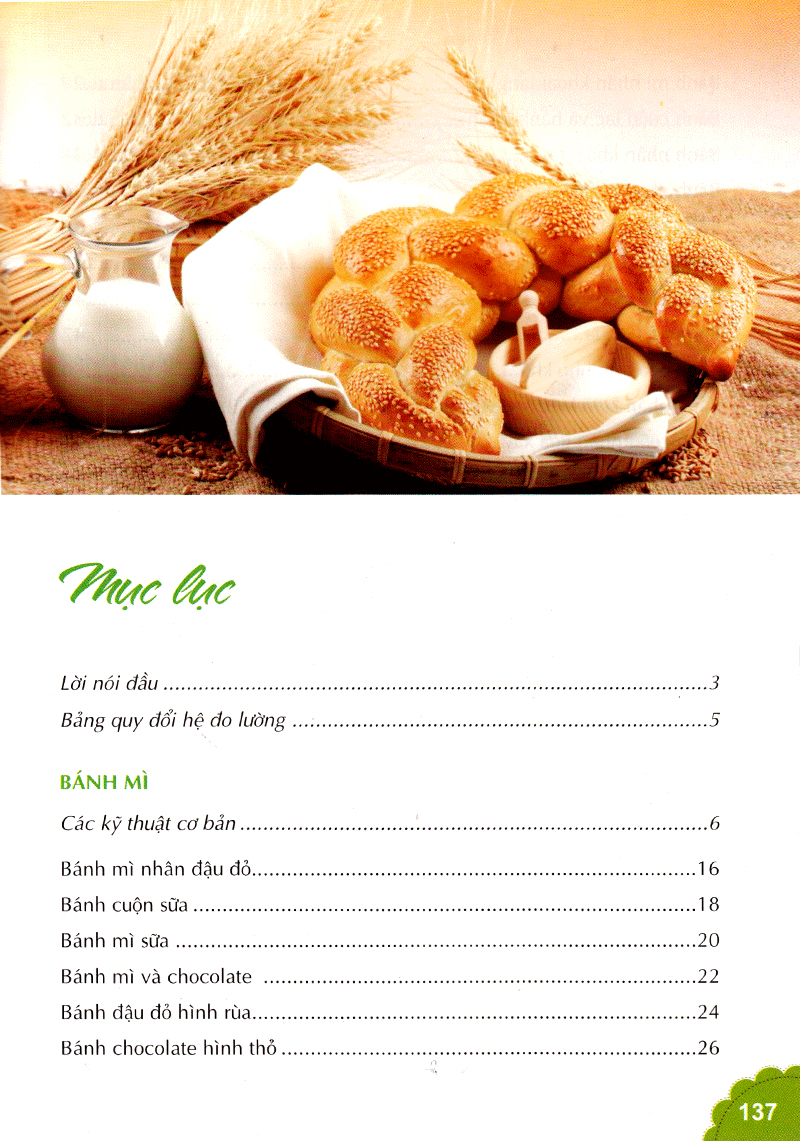 Mục lục
Lời nói đầu ........ 3
Bảng quy đổi hệ đo lường ........ 5
BÁNH MÌ
Các kỹ thuật cơ bản ........ 6
Bánh mì nhân đậu đỏ ........ 16
Bánh cuộn sữa ........ 18
Bánh mì sữa ........ 20
Bánh mì và chocolate ........ 22
Bánh đậu đỏ hình rùa ........ 24
Bánh chocolate hình thỏ ........ 26
137